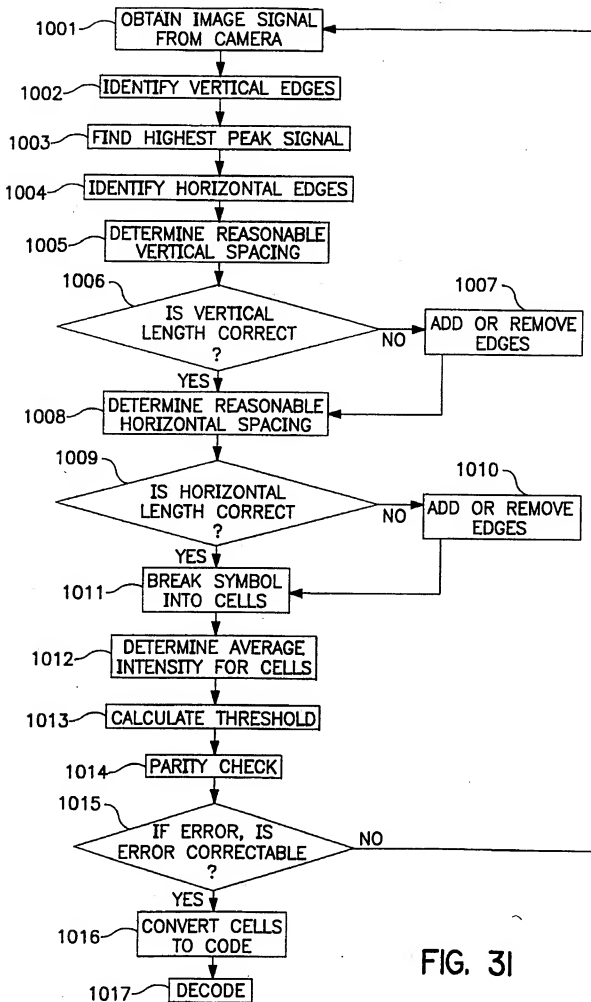 1001
OBTAIN IMAGE SIGNAL
FROM CAMERA
1002
IDENTIFY VERTICAL EDGES
1003
FIND HIGHEST PEAK SIGNAL
1004
IDENTIFY HORIZONTAL EDGES
1005
DETERMINE REASONABLE
VERTICAL SPACING
1006
IS VERTICAL
LENGTH CORRECT
?
NO
1007
ADD OR REMOVE
EDGES
YES
1008
DETERMINE REASONABLE
HORIZONTAL SPACING
1009
IS HORIZONTAL
LENGTH CORRECT
?
NO
1010
ADD OR REMOVE
EDGES
YES
1011
BREAK SYMBOL
INTO CELLS
1012
DETERMINE AVERAGE
INTENSITY FOR CELLS
1013
CALCULATE THRESHOLD
1014
PARITY CHECK
1015
IF ERROR, IS
ERROR CORRECTABLE
?
NO
YES
1016
CONVERT CELLS
TO CODE
1017
DECODE
FIG. 31